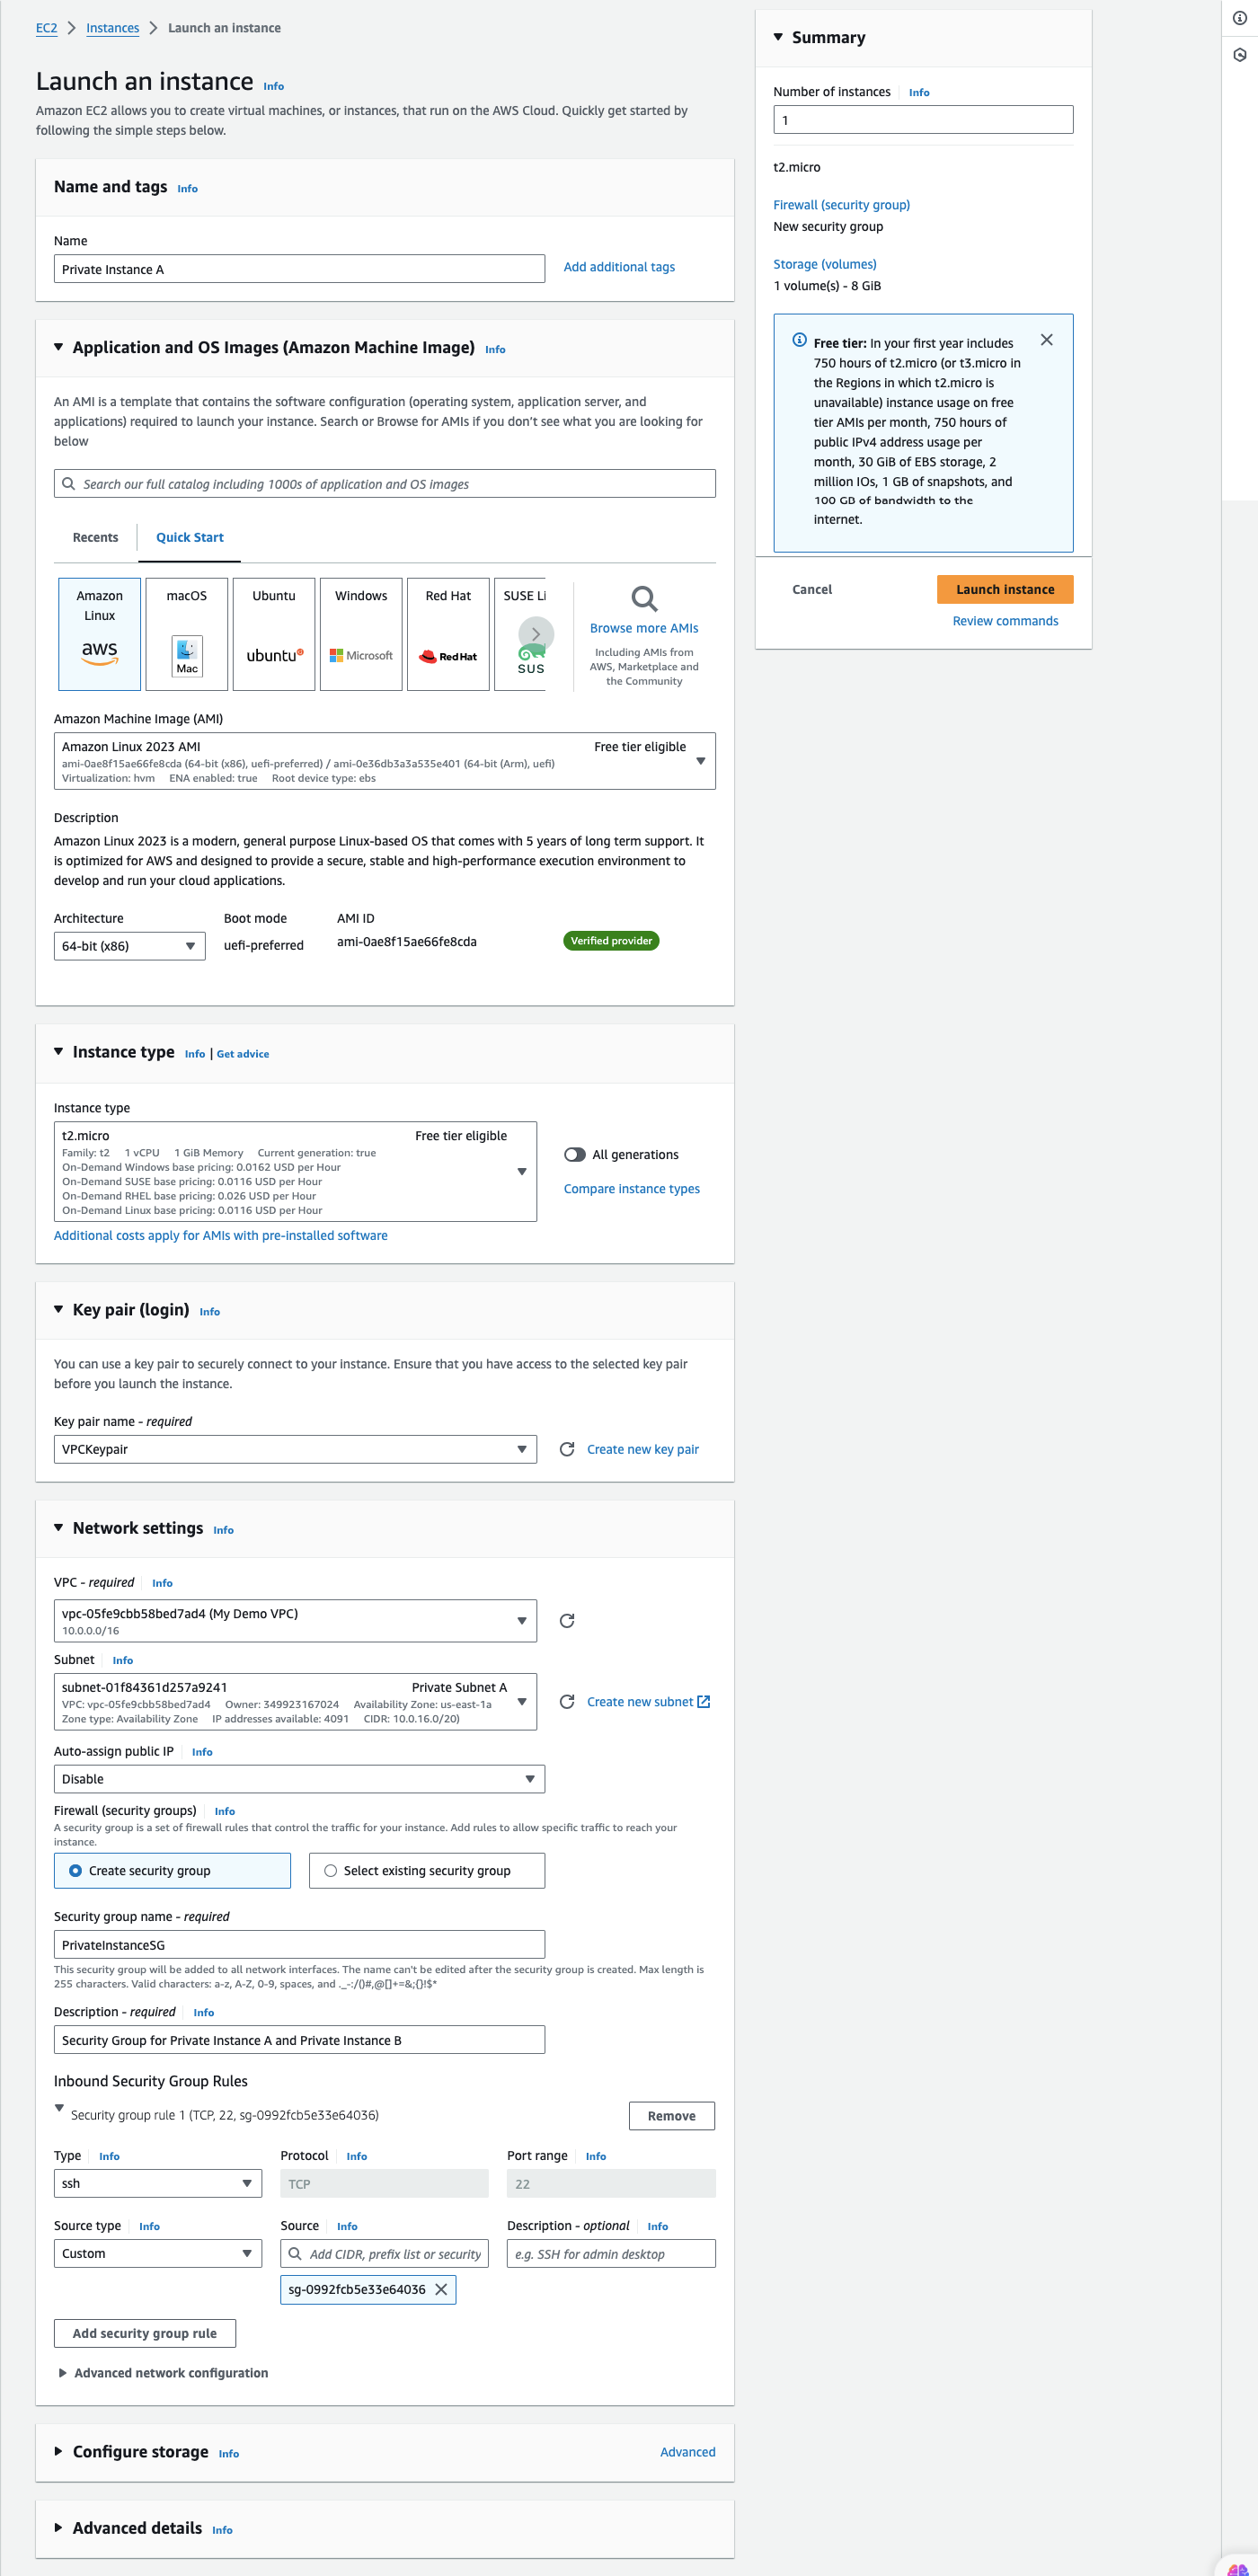 EC2 > Instances > Launch an instance
Launch an instance Info
Amazon EC2 allows you to create virtual machines, or instances, that run on the AWS Cloud. Quickly get started by
following the simple steps below.
Name and tags Info
Name
Private Instance A
Add additional tags
Application and OS Images (Amazon Machine Image) Info
An AMI is a template that contains the software configuration (operating system, application server, and
applications) required to launch your instance. Search or Browse for AMIs if you don't see what you are looking for
below
Search our full catalog including 1000s of application and OS images
Recents
Quick Start
Amazon
Linux
aws
macOS
Mac
Ubuntu
ubuntu
Windows
Microsoft
Red Hat
RedHat
SUSE Li
SUS
Browse more AMIs
Including AMIs from
AWS, Marketplace and
the Community
Amazon Machine Image (AMI)
Amazon Linux 2023 AMI Free tier eligible
ami-0ae8f15ae66fe8cda (64-bit (x86), uefi-preferred) / ami-0e36db3a3a535e401 (64-bit (Arm), uefi)
Virtualization: hvm ENA enabled: true Root device type: ebs
Description
Amazon Linux 2023 is a modern, general purpose Linux-based OS that comes with 5 years of long term support. It
is optimized for AWS and designed to provide a secure, stable and high-performance execution environment to
develop and run your cloud applications.
Architecture Boot mode AMI ID
64-bit (x86) uefi-preferred ami-0ae8f15ae66fe8cda Verified provider
Instance type Info | Get advice
Instance type
t2.micro Free tier eligible
Family: t2 1 vCPU 1 GiB Memory Current generation: true
On-Demand Windows base pricing: 0.0162 USD per Hour
On-Demand SUSE base pricing: 0.0116 USD per Hour
On-Demand RHEL base pricing: 0.026 USD per Hour
On-Demand Linux base pricing: 0.0116 USD per Hour
All generations
Compare instance types
Additional costs apply for AMIs with pre-installed software
Key pair (login) Info
You can use a key pair to securely connect to your instance. Ensure that you have access to the selected key pair
before you launch the instance.
Key pair name - required
VPCKeypair
Create new key pair
Network settings Info
VPC - required Info
vpc-05fe9cbb58bed7ad4 (My Demo VPC)
10.0.0.0/16
Subnet Info
subnet-01f84361d257a9241 Private Subnet A
VPC: vpc-05fe9cbb58bed7ad4 Owner: 349923167024 Availability Zone: us-east-1a
Zone type: Availability Zone IP addresses available: 4091 CIDR: 10.0.16.0/20)
Create new subnet
Auto-assign public IP Info
Disable
Firewall (security groups) Info
A security group is a set of firewall rules that control the traffic for your instance. Add rules to allow specific traffic to reach your
instance.
Create security group
Select existing security group
Security group name - required
PrivateInstanceSG
This security group will be added to all network interfaces. The name can't be edited after the security group is created. Max length is
255 characters. Valid characters: a-z, A-Z, 0-9, spaces, and ._-:/()#,@[]+=&;{}!$*
Description - required Info
Security Group for Private Instance A and Private Instance B
Inbound Security Group Rules
Security group rule 1 (TCP, 22, sg-0992fcb5e33e64036)
Remove
Type Info Protocol Info Port range Info
ssh TCP 22
Source type Info Source Info Description - optional Info
Custom Add CIDR, prefix list or security e.g. SSH for admin desktop
sg-0992fcb5e33e64036
Add security group rule
Advanced network configuration
Configure storage Info
Advanced
Advanced details Info
Summary
Number of instances Info
1
t2.micro
Firewall (security group)
New security group
Storage (volumes)
1 volume(s) - 8 GiB
Free tier: In your first year includes
750 hours of t2.micro (or t3.micro in
the Regions in which t2.micro is
unavailable) instance usage on free
tier AMIs per month, 750 hours of
public IPv4 address usage per
month, 30 GiB of EBS storage, 2
million IOs, 1 GB of snapshots, and
100 GB of bandwidth to the
internet.
Cancel
Launch instance
Review commands